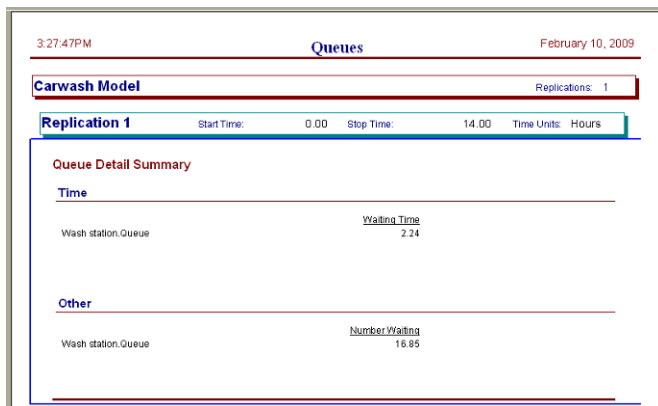 3:27:47PM Queues February 10, 2009
Carwash Model Replications: 1
Replication 1 Start Time: 0.00 Stop Time: 14.00 Time Units: Hours
Queue Detail Summary
Time
Waiting Time
Wash station.Queue 2.24
Other
Number Waiting
Wash station.Queue 16.85